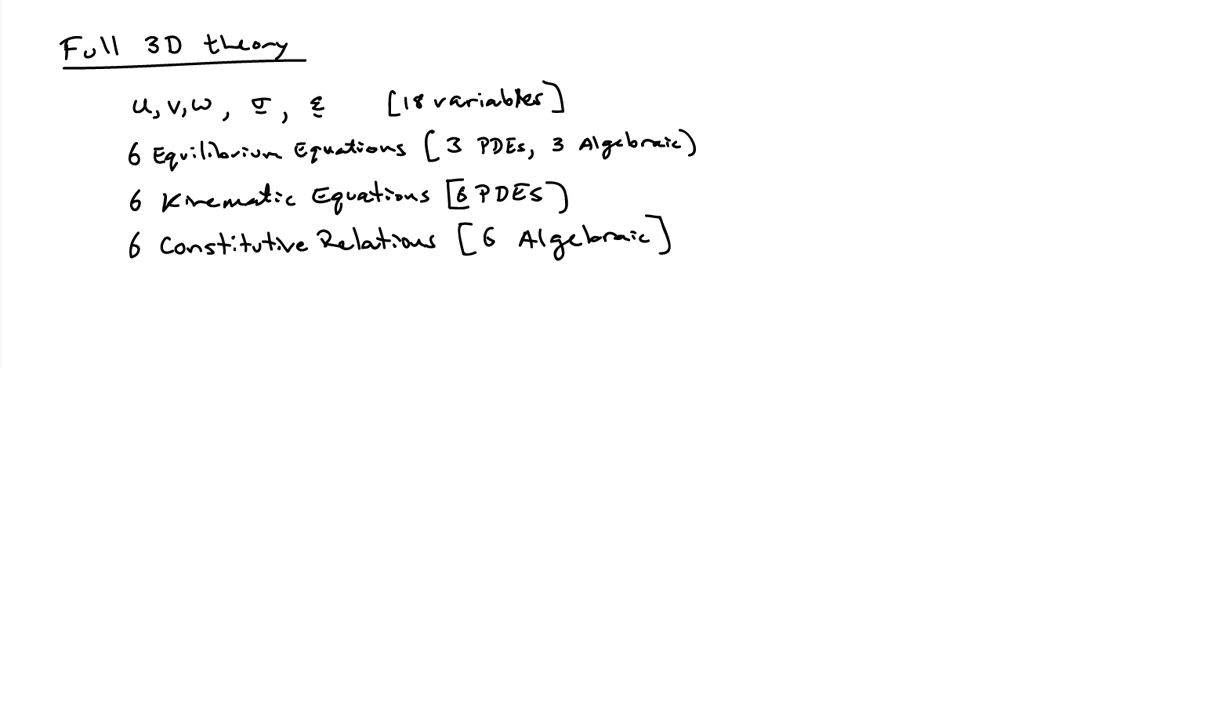 Full 3D theory
u, v, w, σ, ε [18 variables]
6 Equilibrium Equations [3 PDEs, 3 Algebraic]
6 Kinematic Equations [6 PDEs]
6 Constitutive Relations [6 Algebraic]